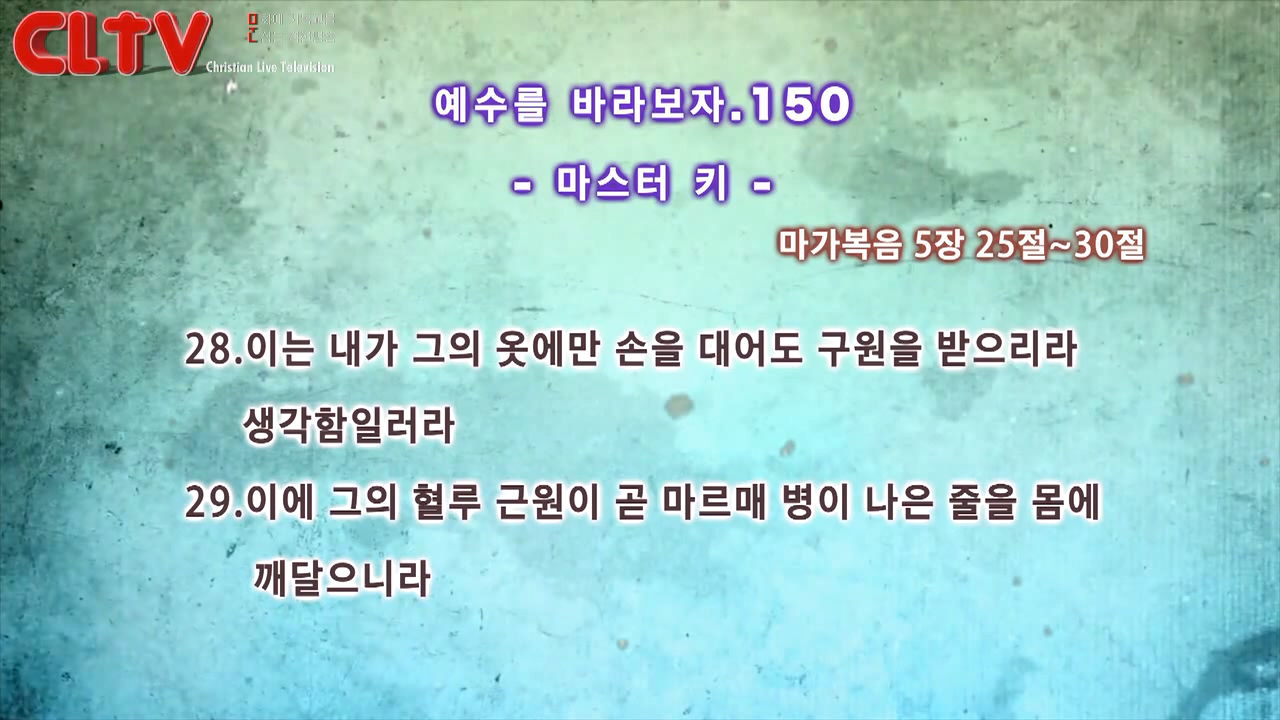 CLTV
Christian Live Television
예수를 바라보자.150
- 마스터 키 -
마가복음 5장 25절~30절
28.이는 내가 그의 옷에만 손을 대어도 구원을 받으리라
생각함일러라
29.이에 그의 혈루 근원이 곧 마르매 병이 나은 줄을 몸에
깨달으니라